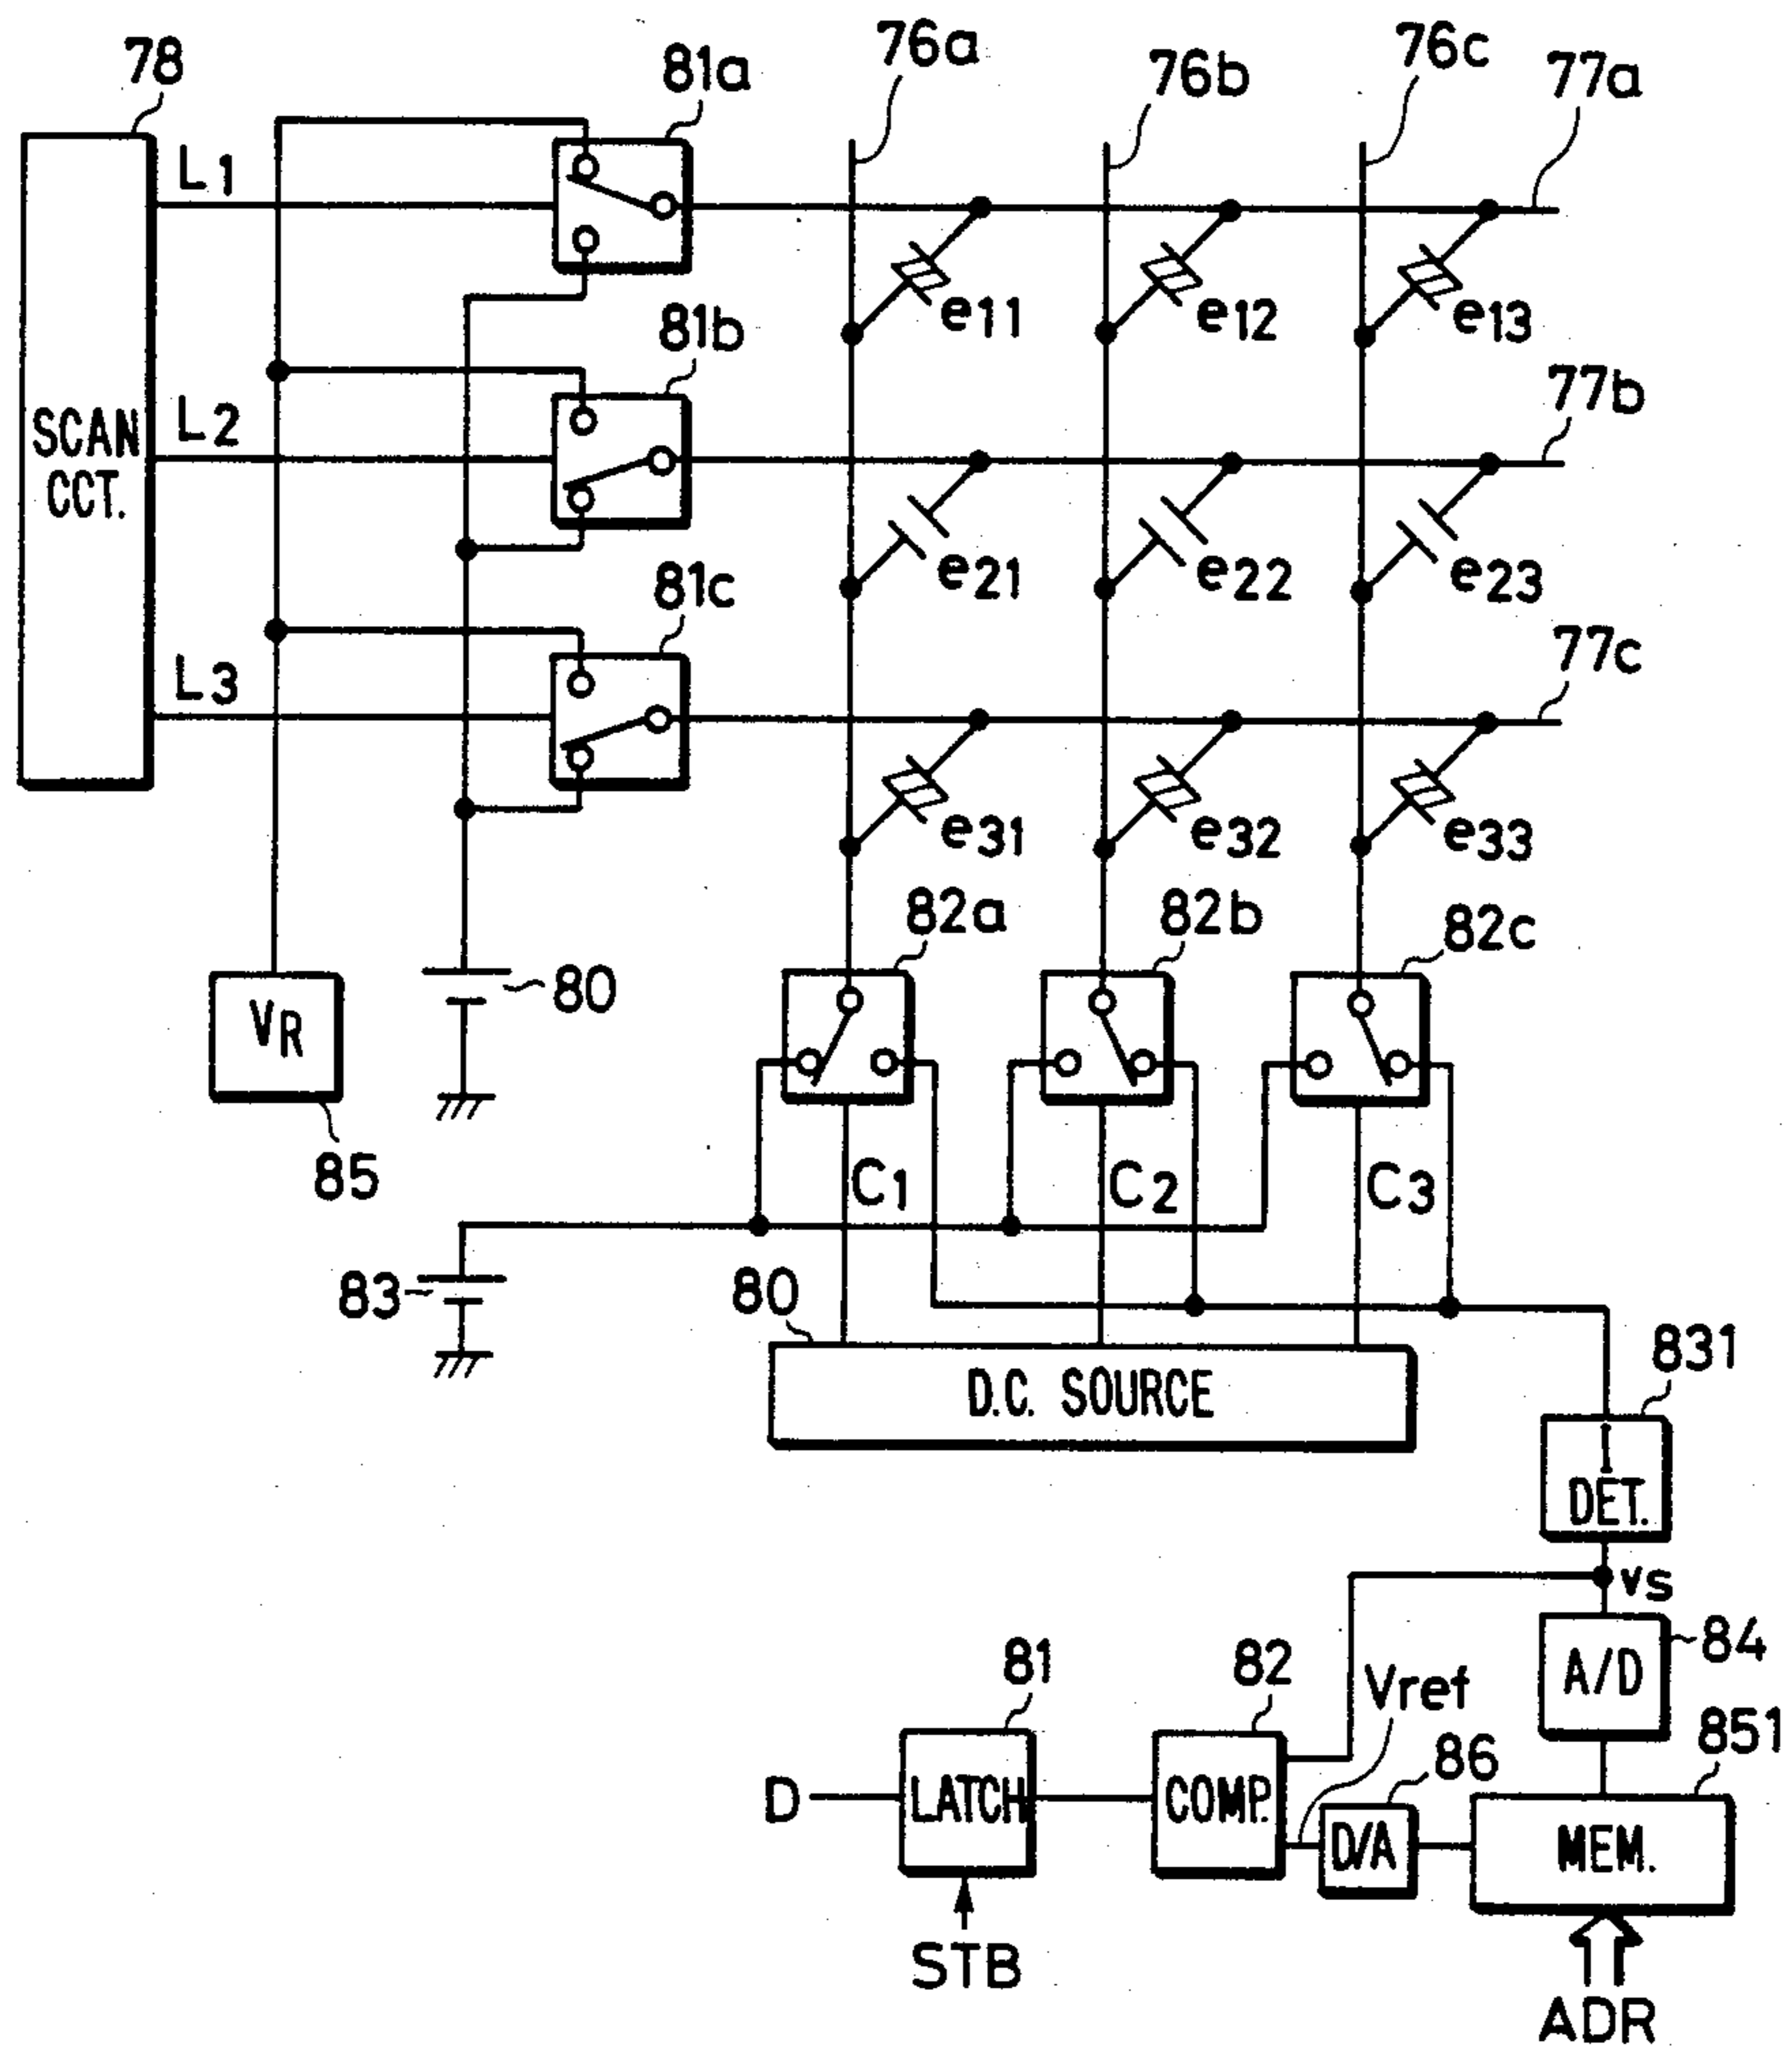 78
81a
76a
76b
76c
77a
L1
e11
e12
e13
81b
77b
SCAN
CCT.
L2
e21
e22
e23
81c
77c
L3
e31
e32
e33
82a
82b
82c
VR
80
85
C1
C2
C3
83
80
D.C. SOURCE
831
I
DET.
vs
84
A/D
81
82
Vref
86
851
D
LATCH
COMP.
D/A
MEM.
STB
ADR